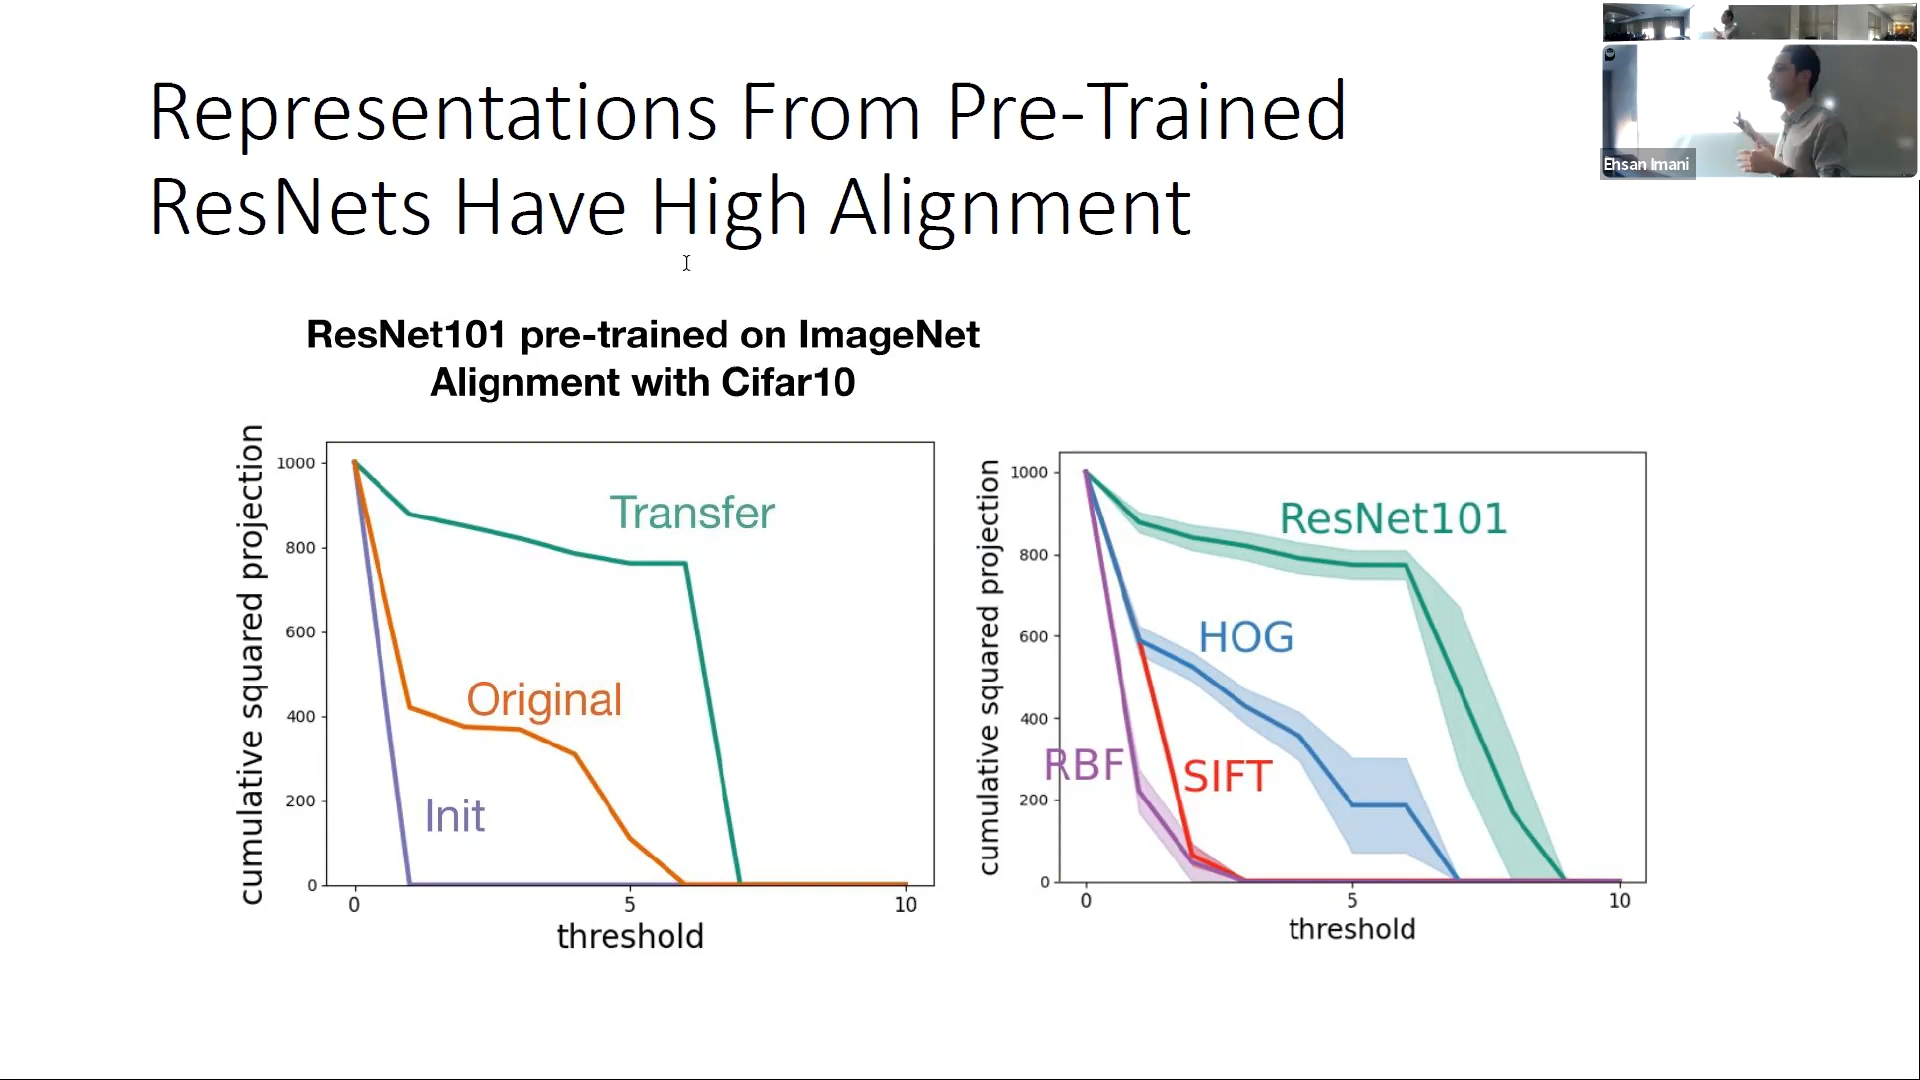 Representations From Pre-Trained
ResNets Have High Alignment
Ehsan Imani
ResNet101 pre-trained on ImageNet
Alignment with Cifar10
cumulative squared projection
1000
800
600
400
200
0
Transfer
Original
Init
0
5
10
threshold
cumulative squared projection
1000
800
600
400
200
0
ResNet101
HOG
RBF
SIFT
0
5
10
threshold